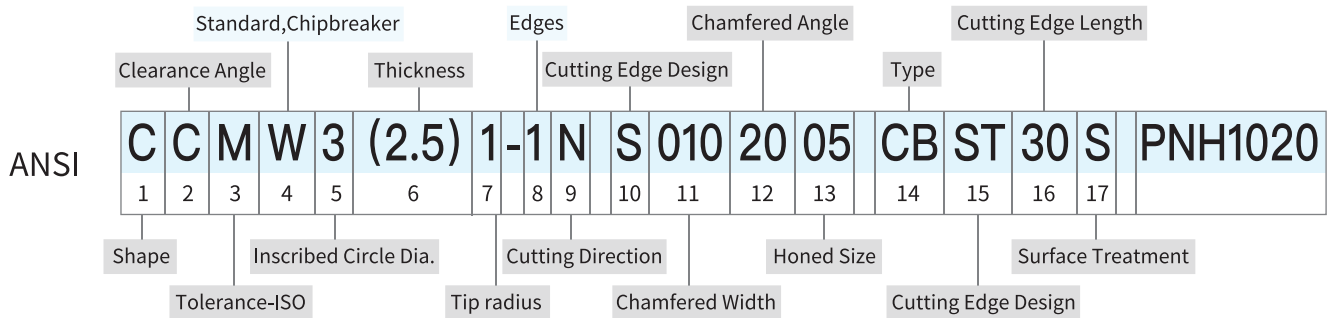 Standard,Chipbreaker Edges Chamfered Angle Cutting Edge Length
Clearance Angle Thickness Cutting Edge Design Type
ANSI C C M W 3 (2.5) 1 - 1 N S 010 20 05 CB ST 30 S PNH1020
1 2 3 4 5 6 7 8 9 10 11 12 13 14 15 16 17
Shape Inscribed Circle Dia. Cutting Direction Honed Size Surface Treatment
Tolerance-ISO Tip radius Chamfered Width Cutting Edge Design